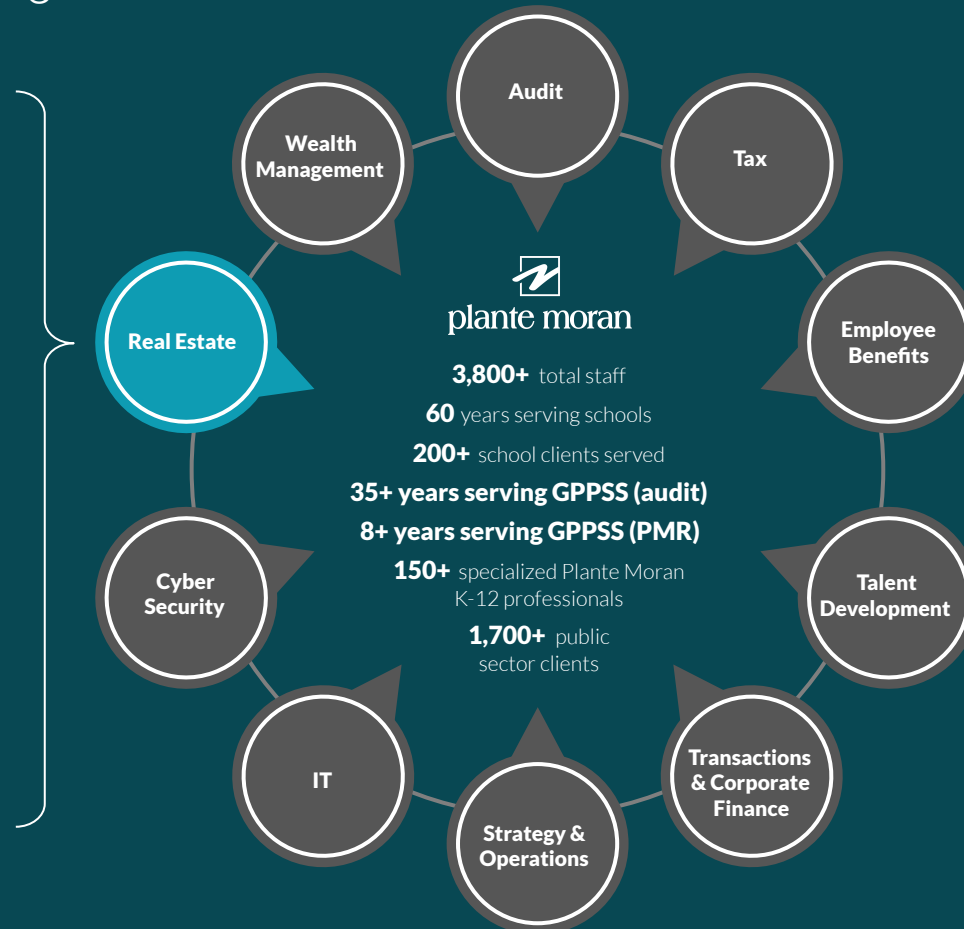 Audit
Tax
Employee
Benefits
Talent
Development
Transactions
& Corporate
Finance
Strategy &
Operations
IT
Cyber
Security
Real Estate
Wealth
Management
plante moran
3,800+ total staff
60 years serving schools
200+ school clients served
35+ years serving GPPSS (audit)
8+ years serving GPPSS (PMR)
150+ specialized Plante Moran
K-12 professionals
1,700+ public
sector clients